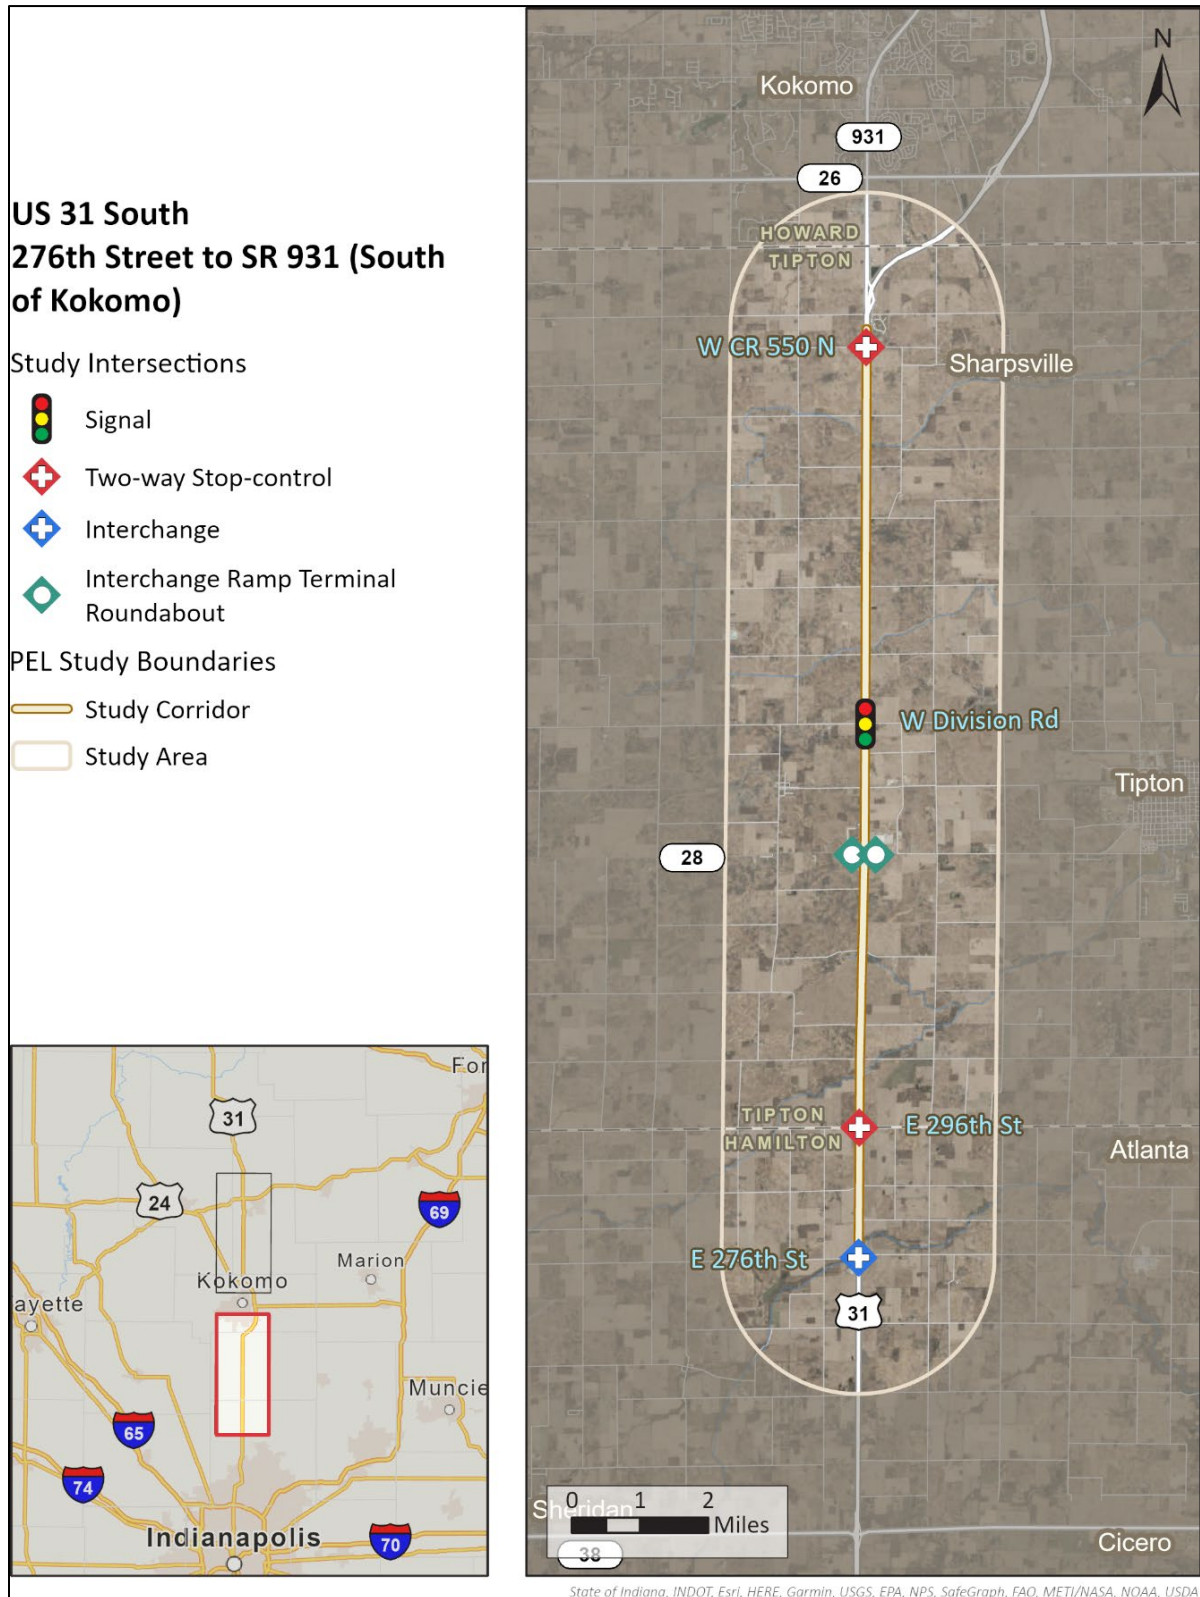 US 31 South
276th Street to SR 931 (South
of Kokomo)
Study Intersections
Signal
Two-way Stop-control
Interchange
Interchange Ramp Terminal
Roundabout
PEL Study Boundaries
Study Corridor
Study Area
For
31
24
69
Marion
Kokomo
ayette
Muncie
65
74
Indianapolis
70
N
Kokomo
931
26
HOWARD
TIPTON
W CR 550 N
Sharpsville
W Division Rd
Tipton
28
TIPTON
HAMILTON
E 296th St
Atlanta
E 276th St
31
Sheridan
0 1 2
Miles
38
Cicero
State of Indiana, INDOT, Esri, HERE, Garmin, USGS, EPA, NPS, SafeGraph, FAO, METI/NASA, NOAA, USDA